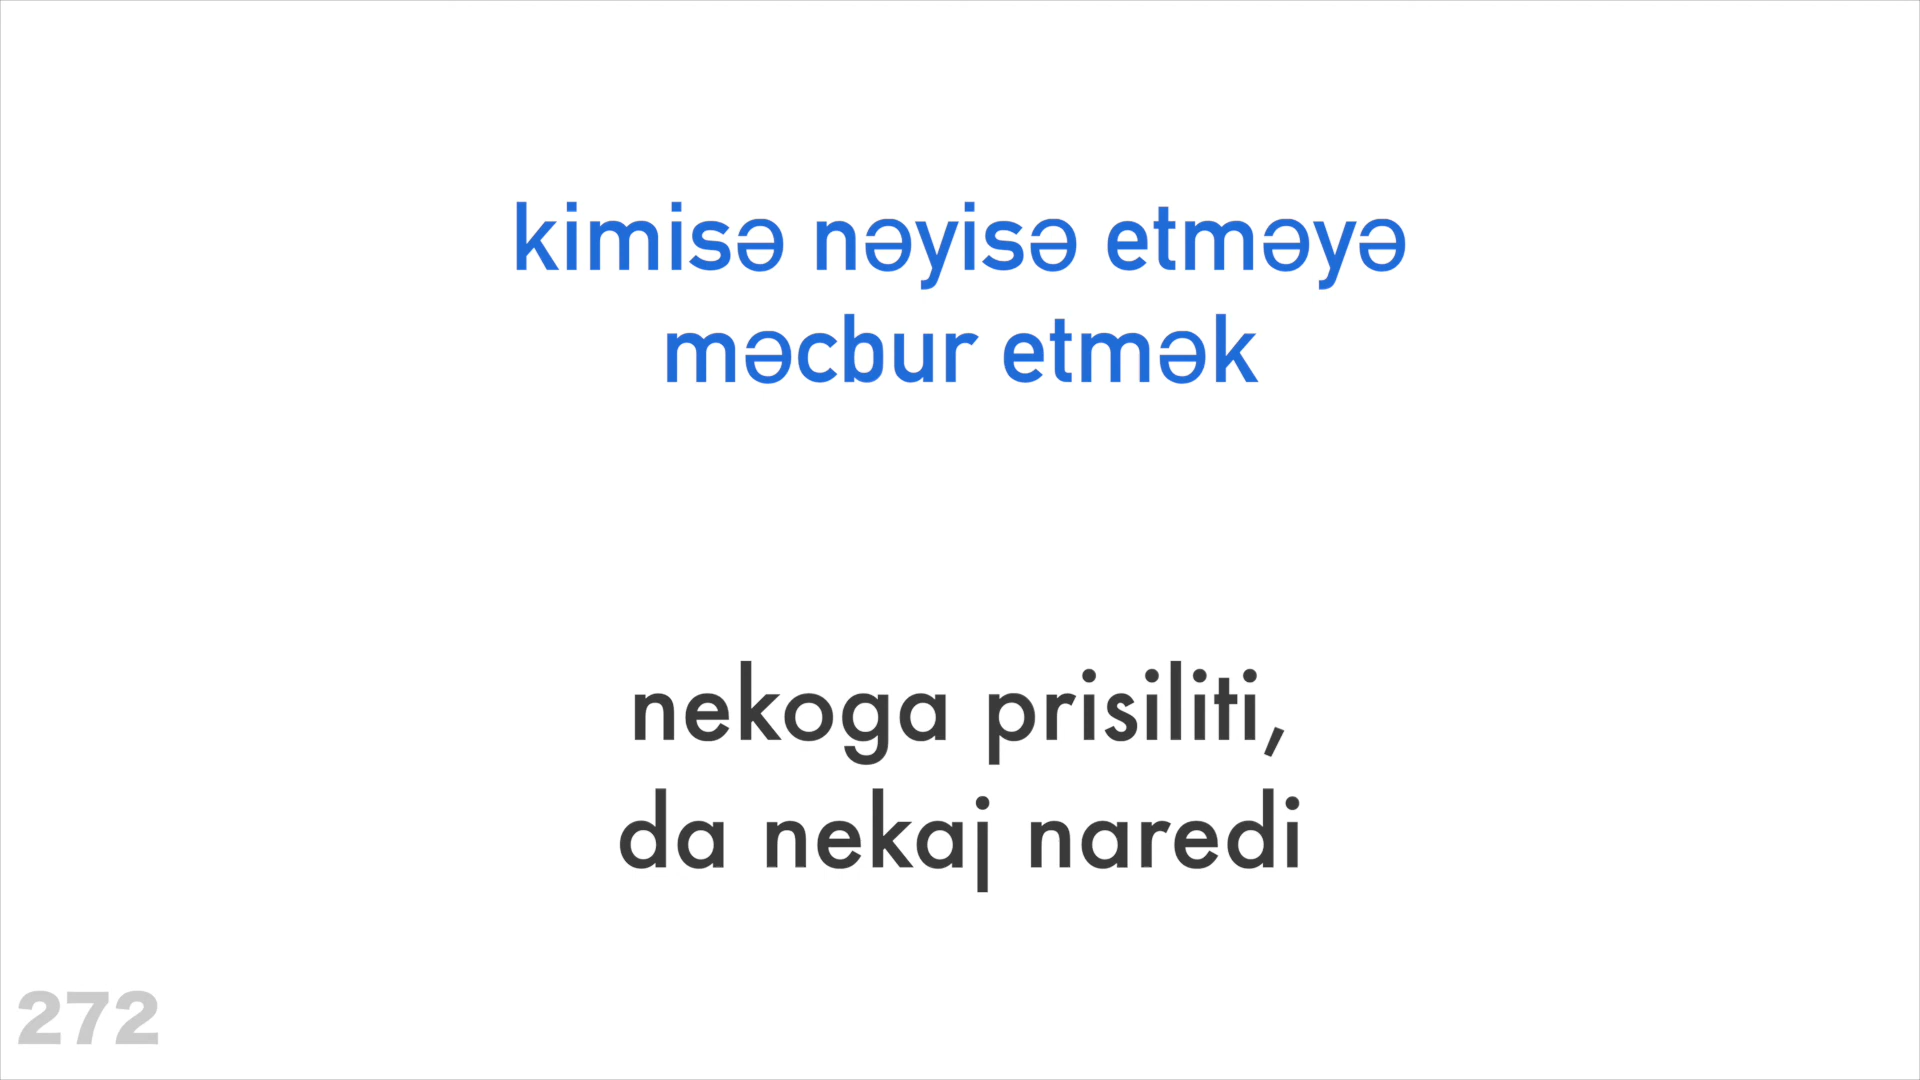 kimisə nəyisə etməyə
məcbur etmək
nekoga prisiliti,
da nekaj naredi
272